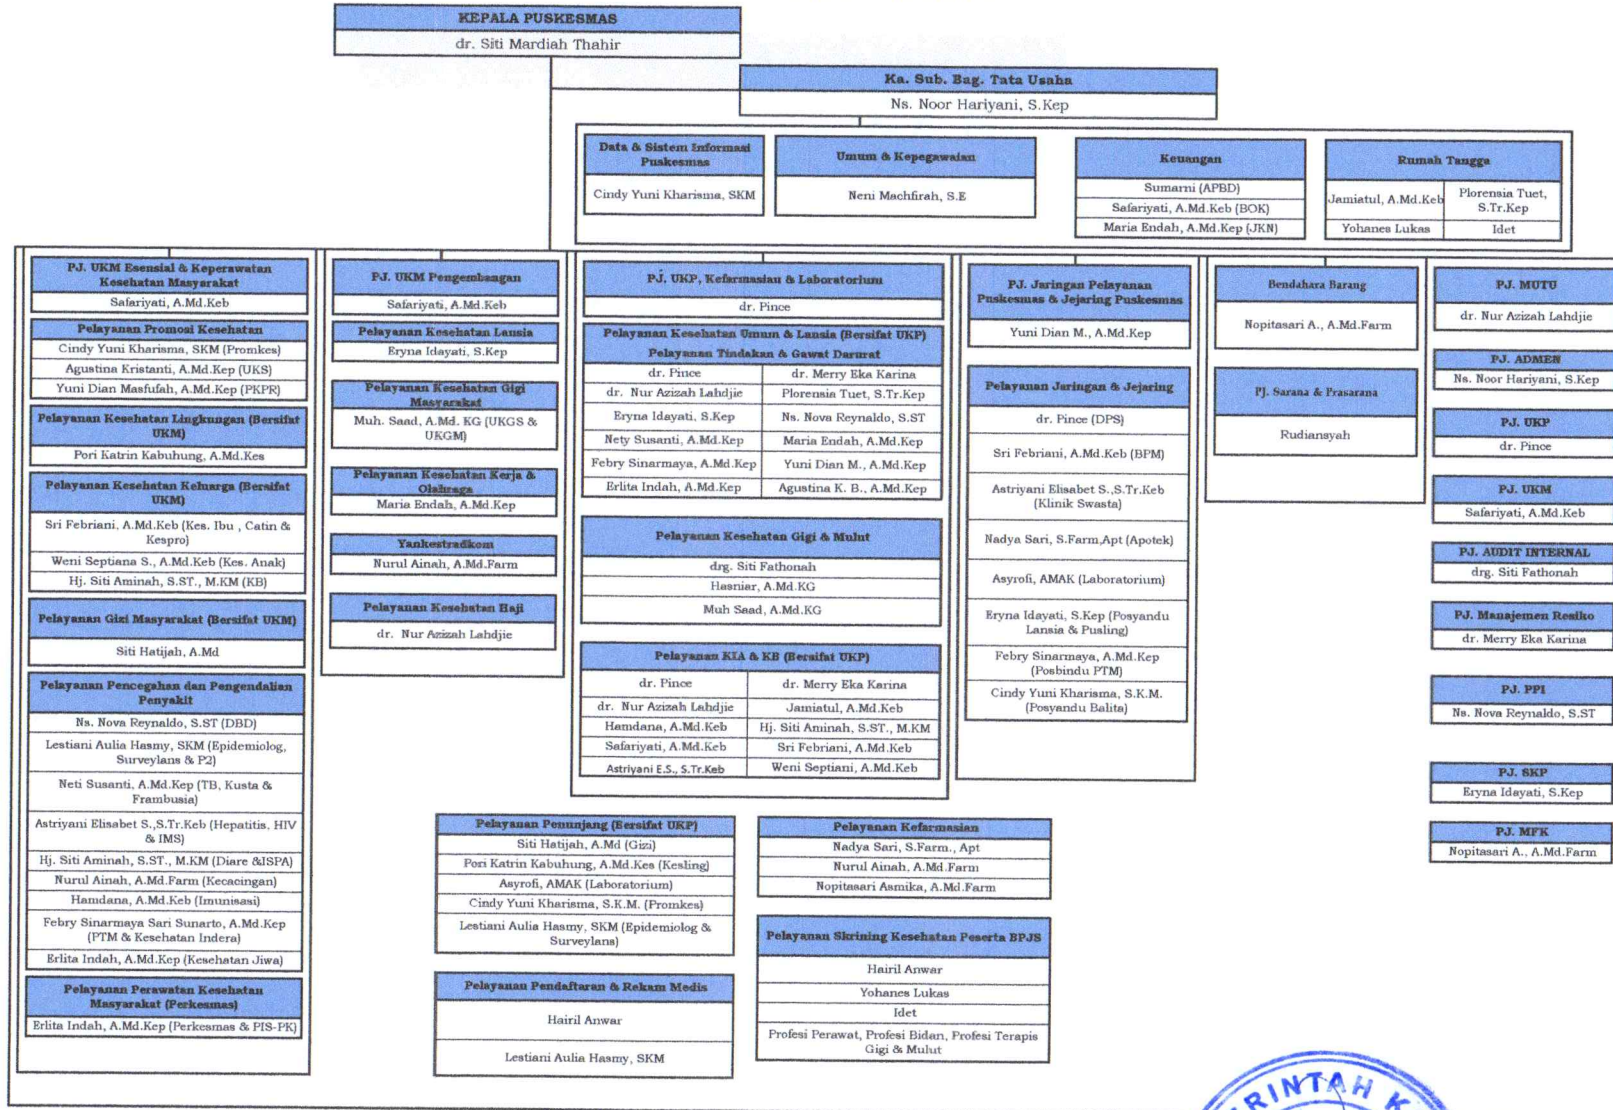 KEPALA PUSKESMAS
dr. Siti Mardiah Thahir
Ka. Sub. Bag. Tata Usaha
Ns. Noor Hariyani, S.Kep
Data & Sistem Informasi
Puskesmas
Cindy Yuni Kharisma, SKM
Umum & Kepegawaian
Neni Machfirah, S.E
Keuangan
Sumarni (APBD)
Safariyati, A.Md.Keb (BOK)
Maria Endah, A.Md.Kep (JKN)
Rumah Tangga
Jamiatul, A.Md.Keb
Plorensia Tuet,
S.Tr.Kep
Yohanes Lukas
Idet
PJ. UKM Esensial & Keperawatan
Kesehatan Masyarakat
Safariyati, A.Md.Keb
Pelayanan Promosi Kesehatan
Cindy Yuni Kharisma, SKM (Promkes)
Agustina Kristanti, A.Md.Kep (UKS)
Yuni Dian Masfufah, A.Md.Kep (PKPR)
Pelayanan Kesehatan Lingkungan (Bersifat
UKM)
Pori Katrin Kabuhung, A.Md.Kes
Pelayanan Kesehatan Keluarga (Bersifat
UKM)
Sri Febriani, A.Md.Keb (Kes. Ibu , Catin &
Kespro)
Weni Septiana S., A.Md.Keb (Kes. Anak)
Hj. Siti Aminah, S.ST., M.KM (KB)
Pelayanan Gizi Masyarakat (Bersifat UKM)
Siti Hatijah, A.Md
Pelayanan Pencegahan dan Pengendalian
Penyakit
Ns. Nova Reynaldo, S.ST (DBD)
Lestiani Aulia Hasmy, SKM (Epidemiolog,
Surveylans & P2)
Neti Susanti, A.Md.Kep (TB, Kusta &
Frambusia)
Astriyani Elisabet S.,S.Tr.Keb (Hepatitis, HIV
& IMS)
Hj. Siti Aminah, S.ST., M.KM (Diare &ISPA)
Nurul Ainah, A.Md.Farm (Kecacingan)
Hamdana, A.Md.Keb (Imunisasi)
Febry Sinarmaya Sari Sunarto, A.Md.Kep
(PTM & Kesehatan Indera)
Erlita Indah, A.Md.Kep (Kesehatan Jiwa)
Pelayanan Perawatan Kesehatan
Masyarakat (Perkesmas)
Erlita Indah, A.Md.Kep (Perkesmas & PIS-PK)
PJ. UKM Pengembangan
Safariyati, A.Md.Keb
Pelayanan Kesehatan Lansia
Eryna Idayati, S.Kep
Pelayanan Kesehatan Gigi
Masyarakat
Muh. Saad, A.Md. KG (UKGS &
UKGM)
Pelayanan Kesehatan Kerja &
Olahraga
Maria Endah, A.Md.Kep
Yankestradkom
Nurul Ainah, A.Md.Farm
Pelayanan Kesehatan Haji
dr. Nur Azizah Lahdjie
PJ. UKP, Kefarmasian & Laboratorium
dr. Pince
Pelayanan Kesehatan Umum & Lansia (Bersifat UKP)
Pelayanan Tindakan & Gawat Darurat
dr. Pince
dr. Merry Eka Karina
dr. Nur Azizah Lahdjie
Plorensia Tuet, S.Tr.Kep
Eryna Idayati, S.Kep
Ns. Nova Reynaldo, S.ST
Nety Susanti, A.Md.Kep
Maria Endah, A.Md.Kep
Febry Sinarmaya, A.Md.Kep
Yuni Dian M., A.Md.Kep
Erlita Indah, A.Md.Kep
Agustina K. B., A.Md.Kep
Pelayanan Kesehatan Gigi & Mulut
drg. Siti Fathonah
Hasniar, A.Md.KG
Muh Saad, A.Md.KG
Pelayanan KIA & KB (Bersifat UKP)
dr. Pince
dr. Merry Eka Karina
dr. Nur Azizah Lahdjie
Jamiatul, A.Md.Keb
Hamdana, A.Md.Keb
Hj. Siti Aminah, S.ST., M.KM
Safariyati, A.Md.Keb
Sri Febriani, A.Md.Keb
Astriyani E.S., S.Tr.Keb
Weni Septiani, A.Md.Keb
PJ. Jaringan Pelayanan
Puskesmas & Jejaring Puskesmas
Yuni Dian M., A.Md.Kep
Pelayanan Jaringan & Jejaring
dr. Pince (DPS)
Sri Febriani, A.Md.Keb (BPM)
Astriyani Elisabet S.,S.Tr.Keb
(Klinik Swasta)
Nadya Sari, S.Farm,Apt (Apotek)
Asyrofi, AMAK (Laboratorium)
Eryna Idayati, S.Kep (Posyandu
Lansia & Pusling)
Febry Sinarmaya, A.Md.Kep
(Posbindu PTM)
Cindy Yuni Kharisma, S.K.M.
(Posyandu Balita)
Bendahara Barang
Nopitasari A., A.Md.Farm
PJ. Sarana & Prasarana
Rudiansyah
PJ. MUTU
dr. Nur Azizah Lahdjie
PJ. ADMEN
Ns. Noor Hariyani, S.Kep
PJ. UKP
dr. Pince
PJ. UKM
Safariyati, A.Md.Keb
PJ. AUDIT INTERNAL
drg. Siti Fathonah
PJ. Manajemen Resiko
dr. Merry Eka Karina
PJ. PPI
Ns. Nova Reynaldo, S.ST
PJ. SKP
Eryna Idayati, S.Kep
PJ. MFK
Nopitasari A., A.Md.Farm
Pelayanan Penunjang (Bersifat UKP)
Siti Hatijah, A.Md (Gizi)
Pori Katrin Kabuhung, A.Md.Kes (Kesling)
Asyrofi, AMAK (Laboratorium)
Cindy Yuni Kharisma, S.K.M. (Promkes)
Lestiani Aulia Hasmy, SKM (Epidemiolog &
Surveylans)
Pelayanan Pendaftaran & Rekam Medis
Hairil Anwar
Lestiani Aulia Hasmy, SKM
Pelayanan Kefarmasian
Nadya Sari, S.Farm., Apt
Nurul Ainah, A.Md.Farm
Nopitasari Asmika, A.Md.Farm
Pelayanan Skrining Kesehatan Peserta BPJS
Hairil Anwar
Yohanes Lukas
Idet
Profesi Perawat, Profesi Bidan, Profesi Terapis
Gigi & Mulut